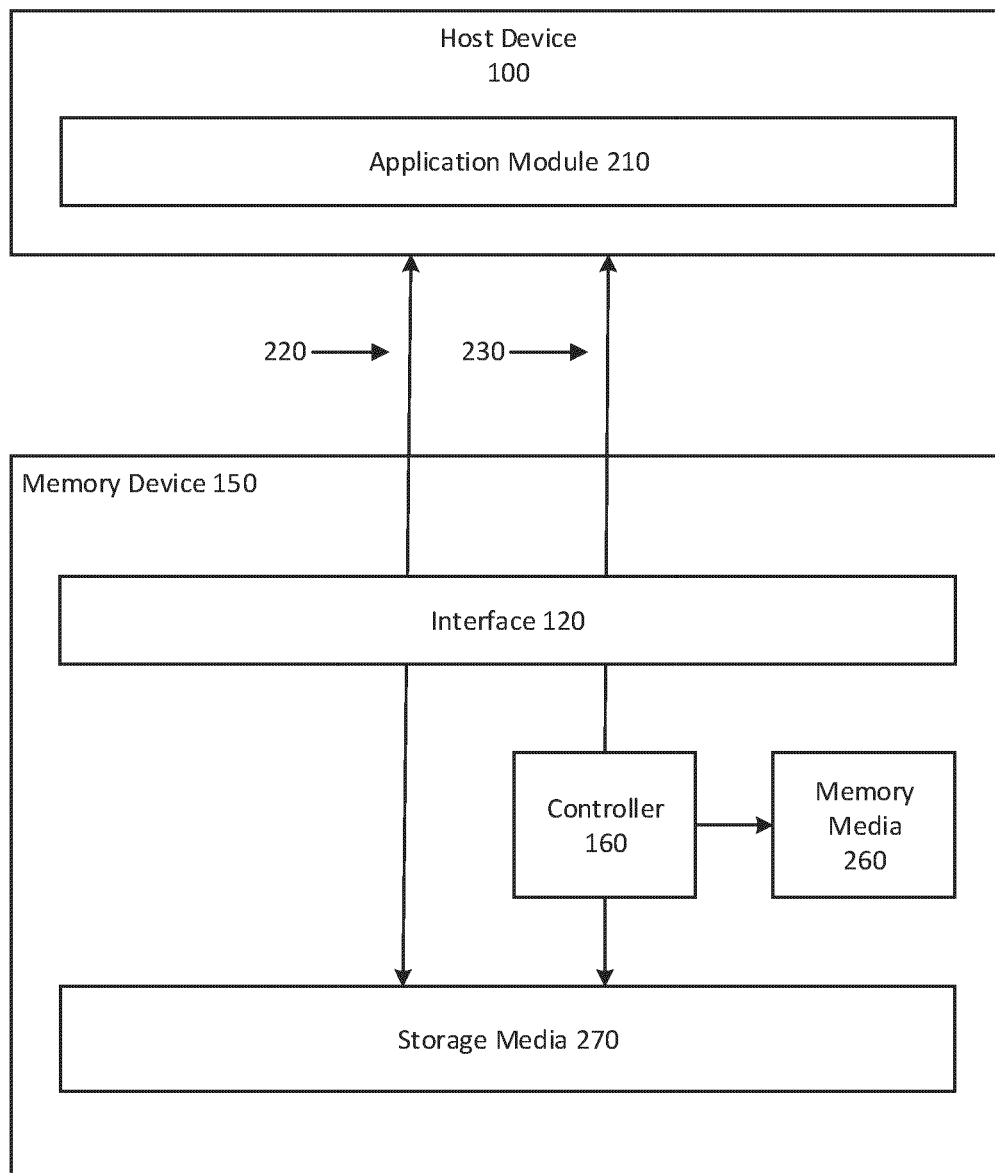 Host Device
100
Application Module 210
220
230
Memory Device 150
Interface 120
Controller
160
Memory
Media
260
Storage Media 270